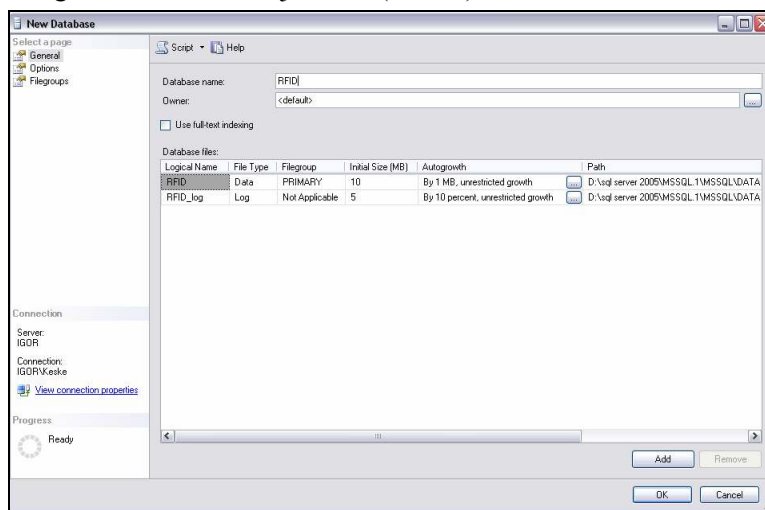 New Database
Select a page
General
Options
Filegroups
Script Help
Database name: RFID
Owner: <default> ...
Use full-text indexing
Database files:
Logical Name File Type Filegroup Initial Size (MB) Autogrowth Path
RFID Data PRIMARY 10 By 1 MB, unrestricted growth ... D:\sql server 2005\MSSQL.1\MSSQL\DATA
RFID_log Log Not Applicable 5 By 10 percent, unrestricted growth ... D:\sql server 2005\MSSQL.1\MSSQL\DATA
Connection
Server:
IGOR
Connection:
IGOR\Keske
View connection properties
Progress
Ready
Add Remove
OK Cancel